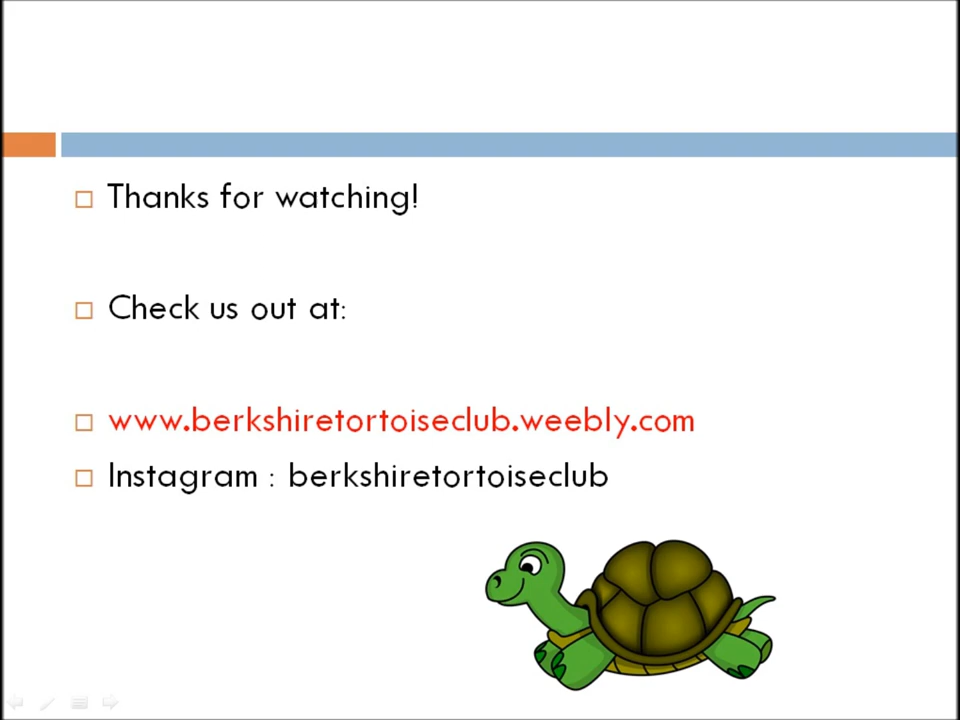 Thanks for watching!
Check us out at:
www.berkshiretortoiseclub.weebly.com
Instagram : berkshiretortoiseclub